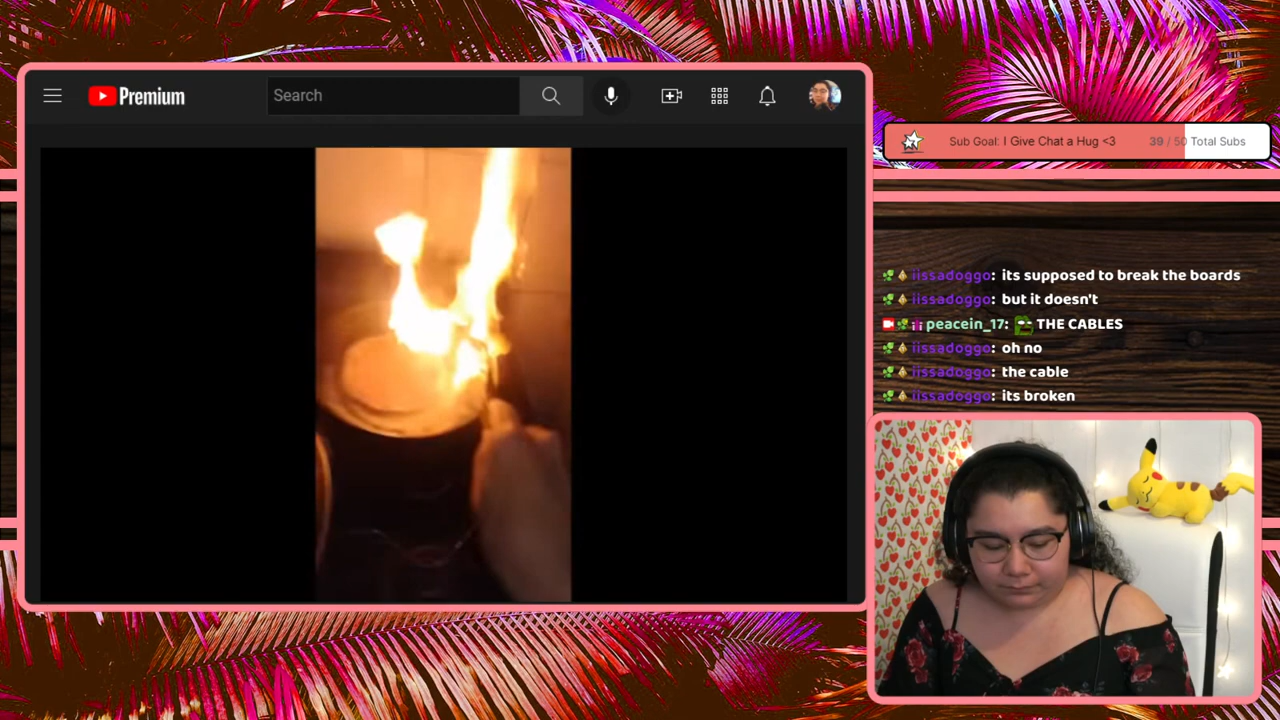 Premium
Search
Sub Goal: I Give Chat a Hug <3 39 / 50 Total Subs
iissadoggo: its supposed to break the boards
iissadoggo: but it doesn't
peacein_17: THE CABLES
iissadoggo: oh no
iissadoggo: the cable
iissadoggo: its broken